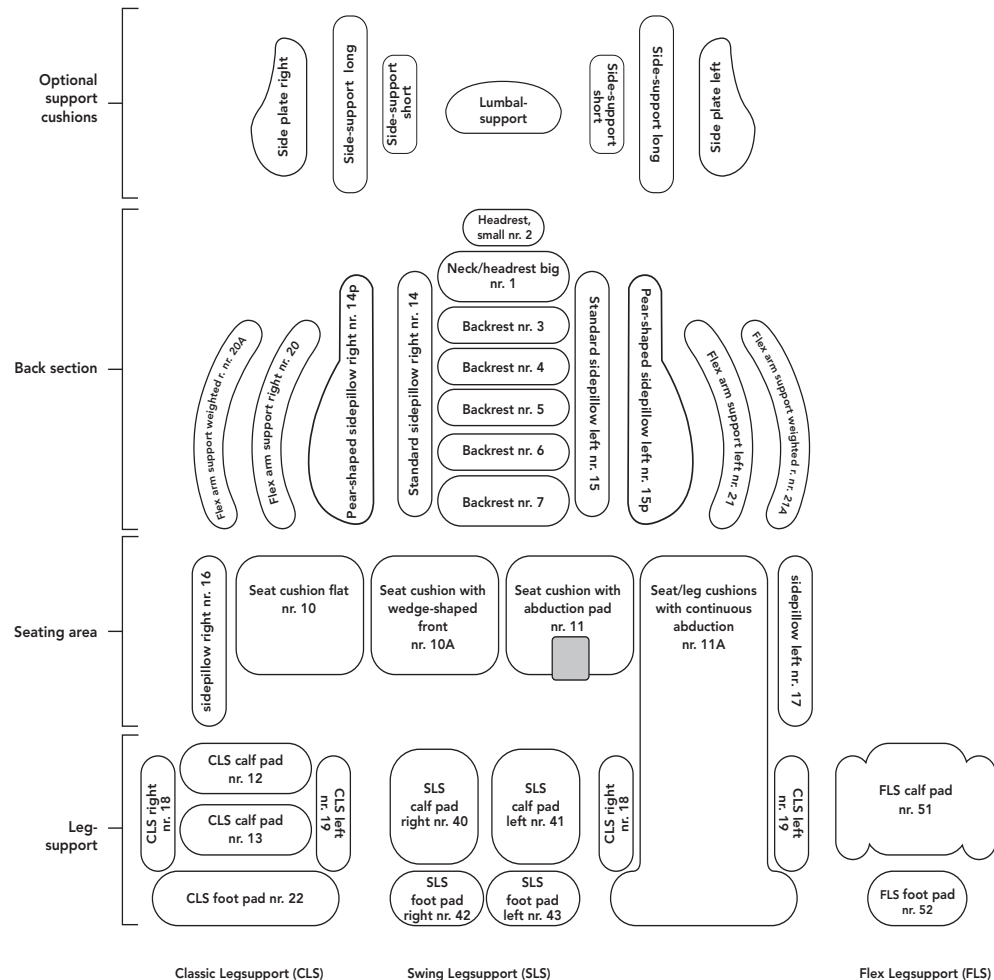 Optional
support
cushions
Side plate right
Side-support long
Side-support
short
Lumbal-
support
Side-support
short
Side-support long
Side plate left
Back section
Headrest,
small nr. 2
Neck/headrest big
nr. 1
Backrest nr. 3
Backrest nr. 4
Backrest nr. 5
Backrest nr. 6
Backrest nr. 7
Flex arm support weighted r. nr. 20A
Flex arm support right nr. 20
Pear-shaped sidepillow right nr. 14p
Standard sidepillow right nr. 14
Standard sidepillow left nr. 15
Pear-shaped sidepillow left nr. 15p
Flex arm support left nr. 21
Flex arm support weighted r. nr. 21A
Seating area
sidepillow right nr. 16
Seat cushion flat
nr. 10
Seat cushion with
wedge-shaped
front
nr. 10A
Seat cushion with
abduction pad
nr. 11
Seat/leg cushions
with continuous
abduction
nr. 11A
sidepillow left nr. 17
Leg-
support
CLS right
nr. 18
CLS calf pad
nr. 12
CLS calf pad
nr. 13
CLS left
nr. 19
CLS foot pad nr. 22
SLS
calf pad
right nr. 40
SLS
calf pad
left nr. 41
SLS
foot pad
right nr. 42
SLS
foot pad
left nr. 43
CLS right
nr. 18
CLS left
nr. 19
FLS calf pad
nr. 51
FLS foot pad
nr. 52
Classic Legsupport (CLS)
Swing Legsupport (SLS)
Flex Legsupport (FLS)